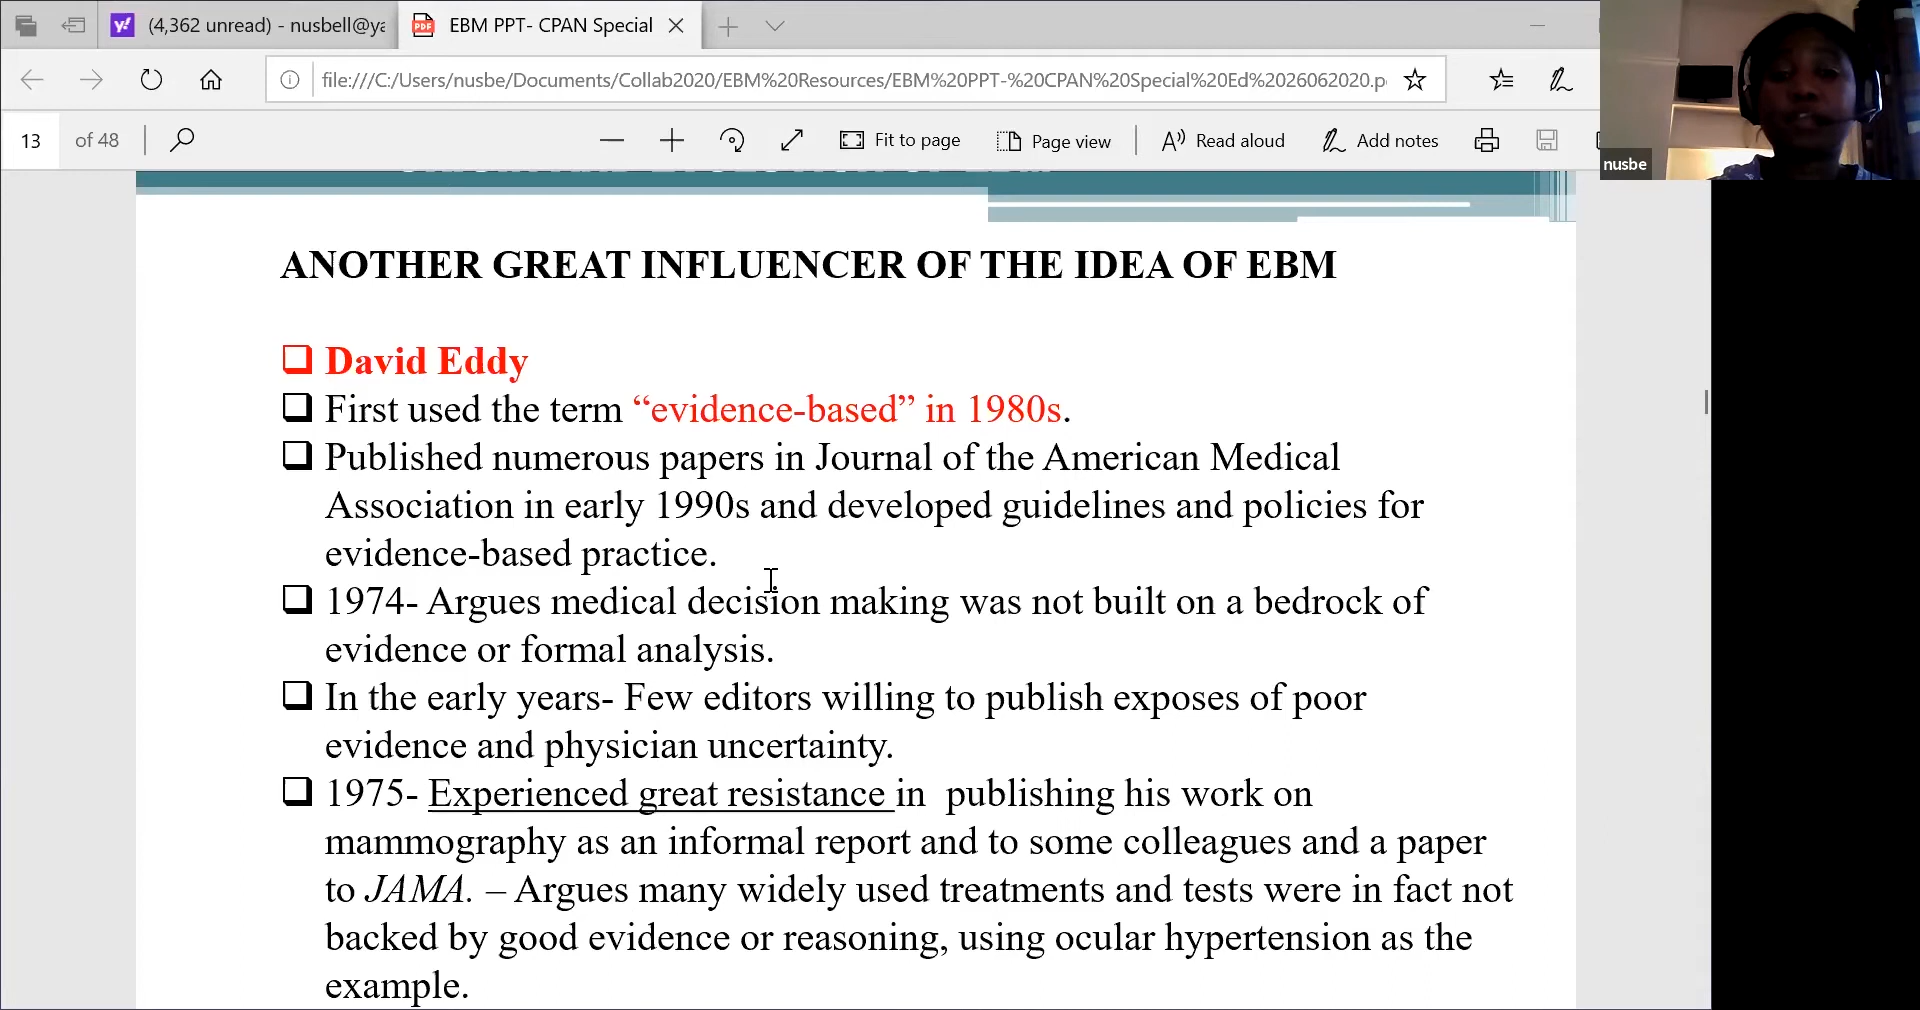 (4,362 unread) - nusbell@ya
EBM PPT- CPAN Special
file:///C:/Users/nusbe/Documents/Collab2020/EBM%20Resources/EBM%20PPT-%20CPAN%20Special%20Ed%2026062020.p
13 of 48
Fit to page
Page view
Read aloud
Add notes
nusbe
ORIGIN AND EVOLUTION OF EBM
ANOTHER GREAT INFLUENCER OF THE IDEA OF EBM
David Eddy
First used the term “evidence-based” in 1980s.
Published numerous papers in Journal of the American Medical
Association in early 1990s and developed guidelines and policies for
evidence-based practice.
1974- Argues medical decision making was not built on a bedrock of
evidence or formal analysis.
In the early years- Few editors willing to publish exposes of poor
evidence and physician uncertainty.
1975- Experienced great resistance in publishing his work on
mammography as an informal report and to some colleagues and a paper
to JAMA. – Argues many widely used treatments and tests were in fact not
backed by good evidence or reasoning, using ocular hypertension as the
example.